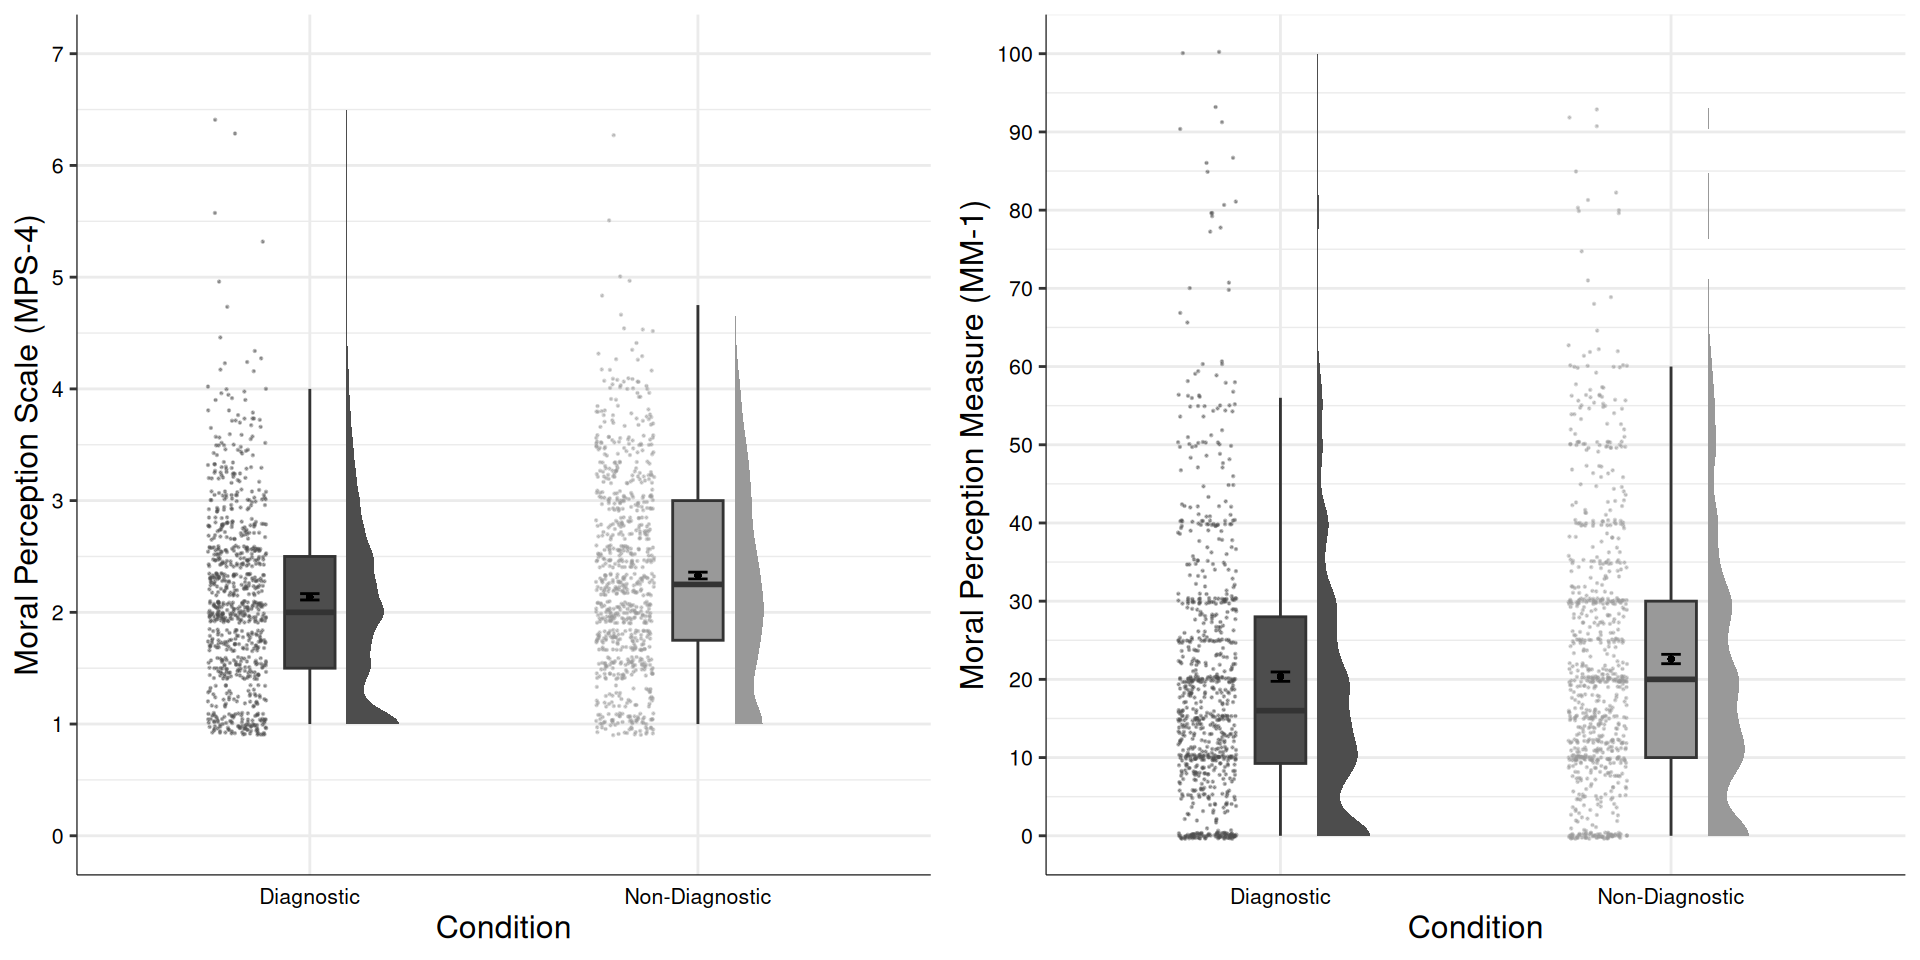 Moral Perception Scale (MPS-4)
7
6
5
4
3
2
1
0
Diagnostic
Non-Diagnostic
Condition
Moral Perception Measure (MM-1)
100
90
80
70
60
50
40
30
20
10
0
Diagnostic
Non-Diagnostic
Condition